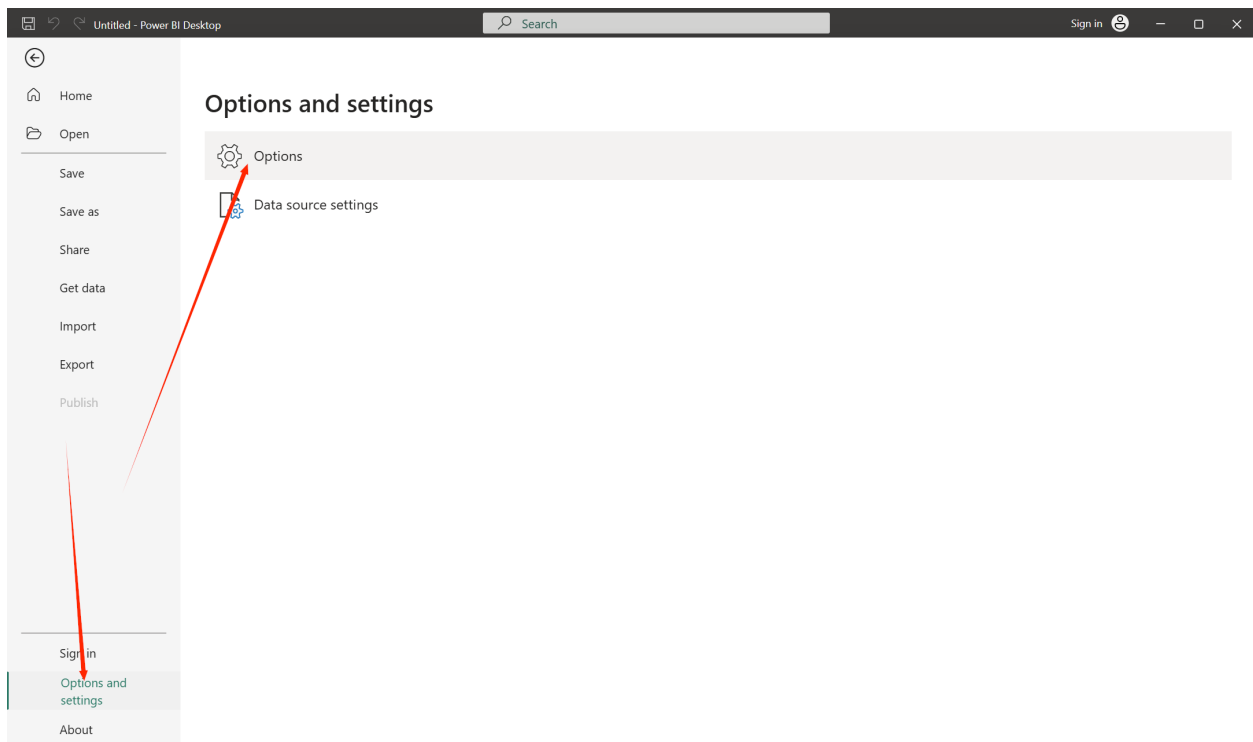 Untitled - Power BI Desktop
Search
Sign in
Home
Open
Save
Save as
Share
Get data
Import
Export
Publish
Sign in
Options and
settings
About
Options and settings
Options
Data source settings